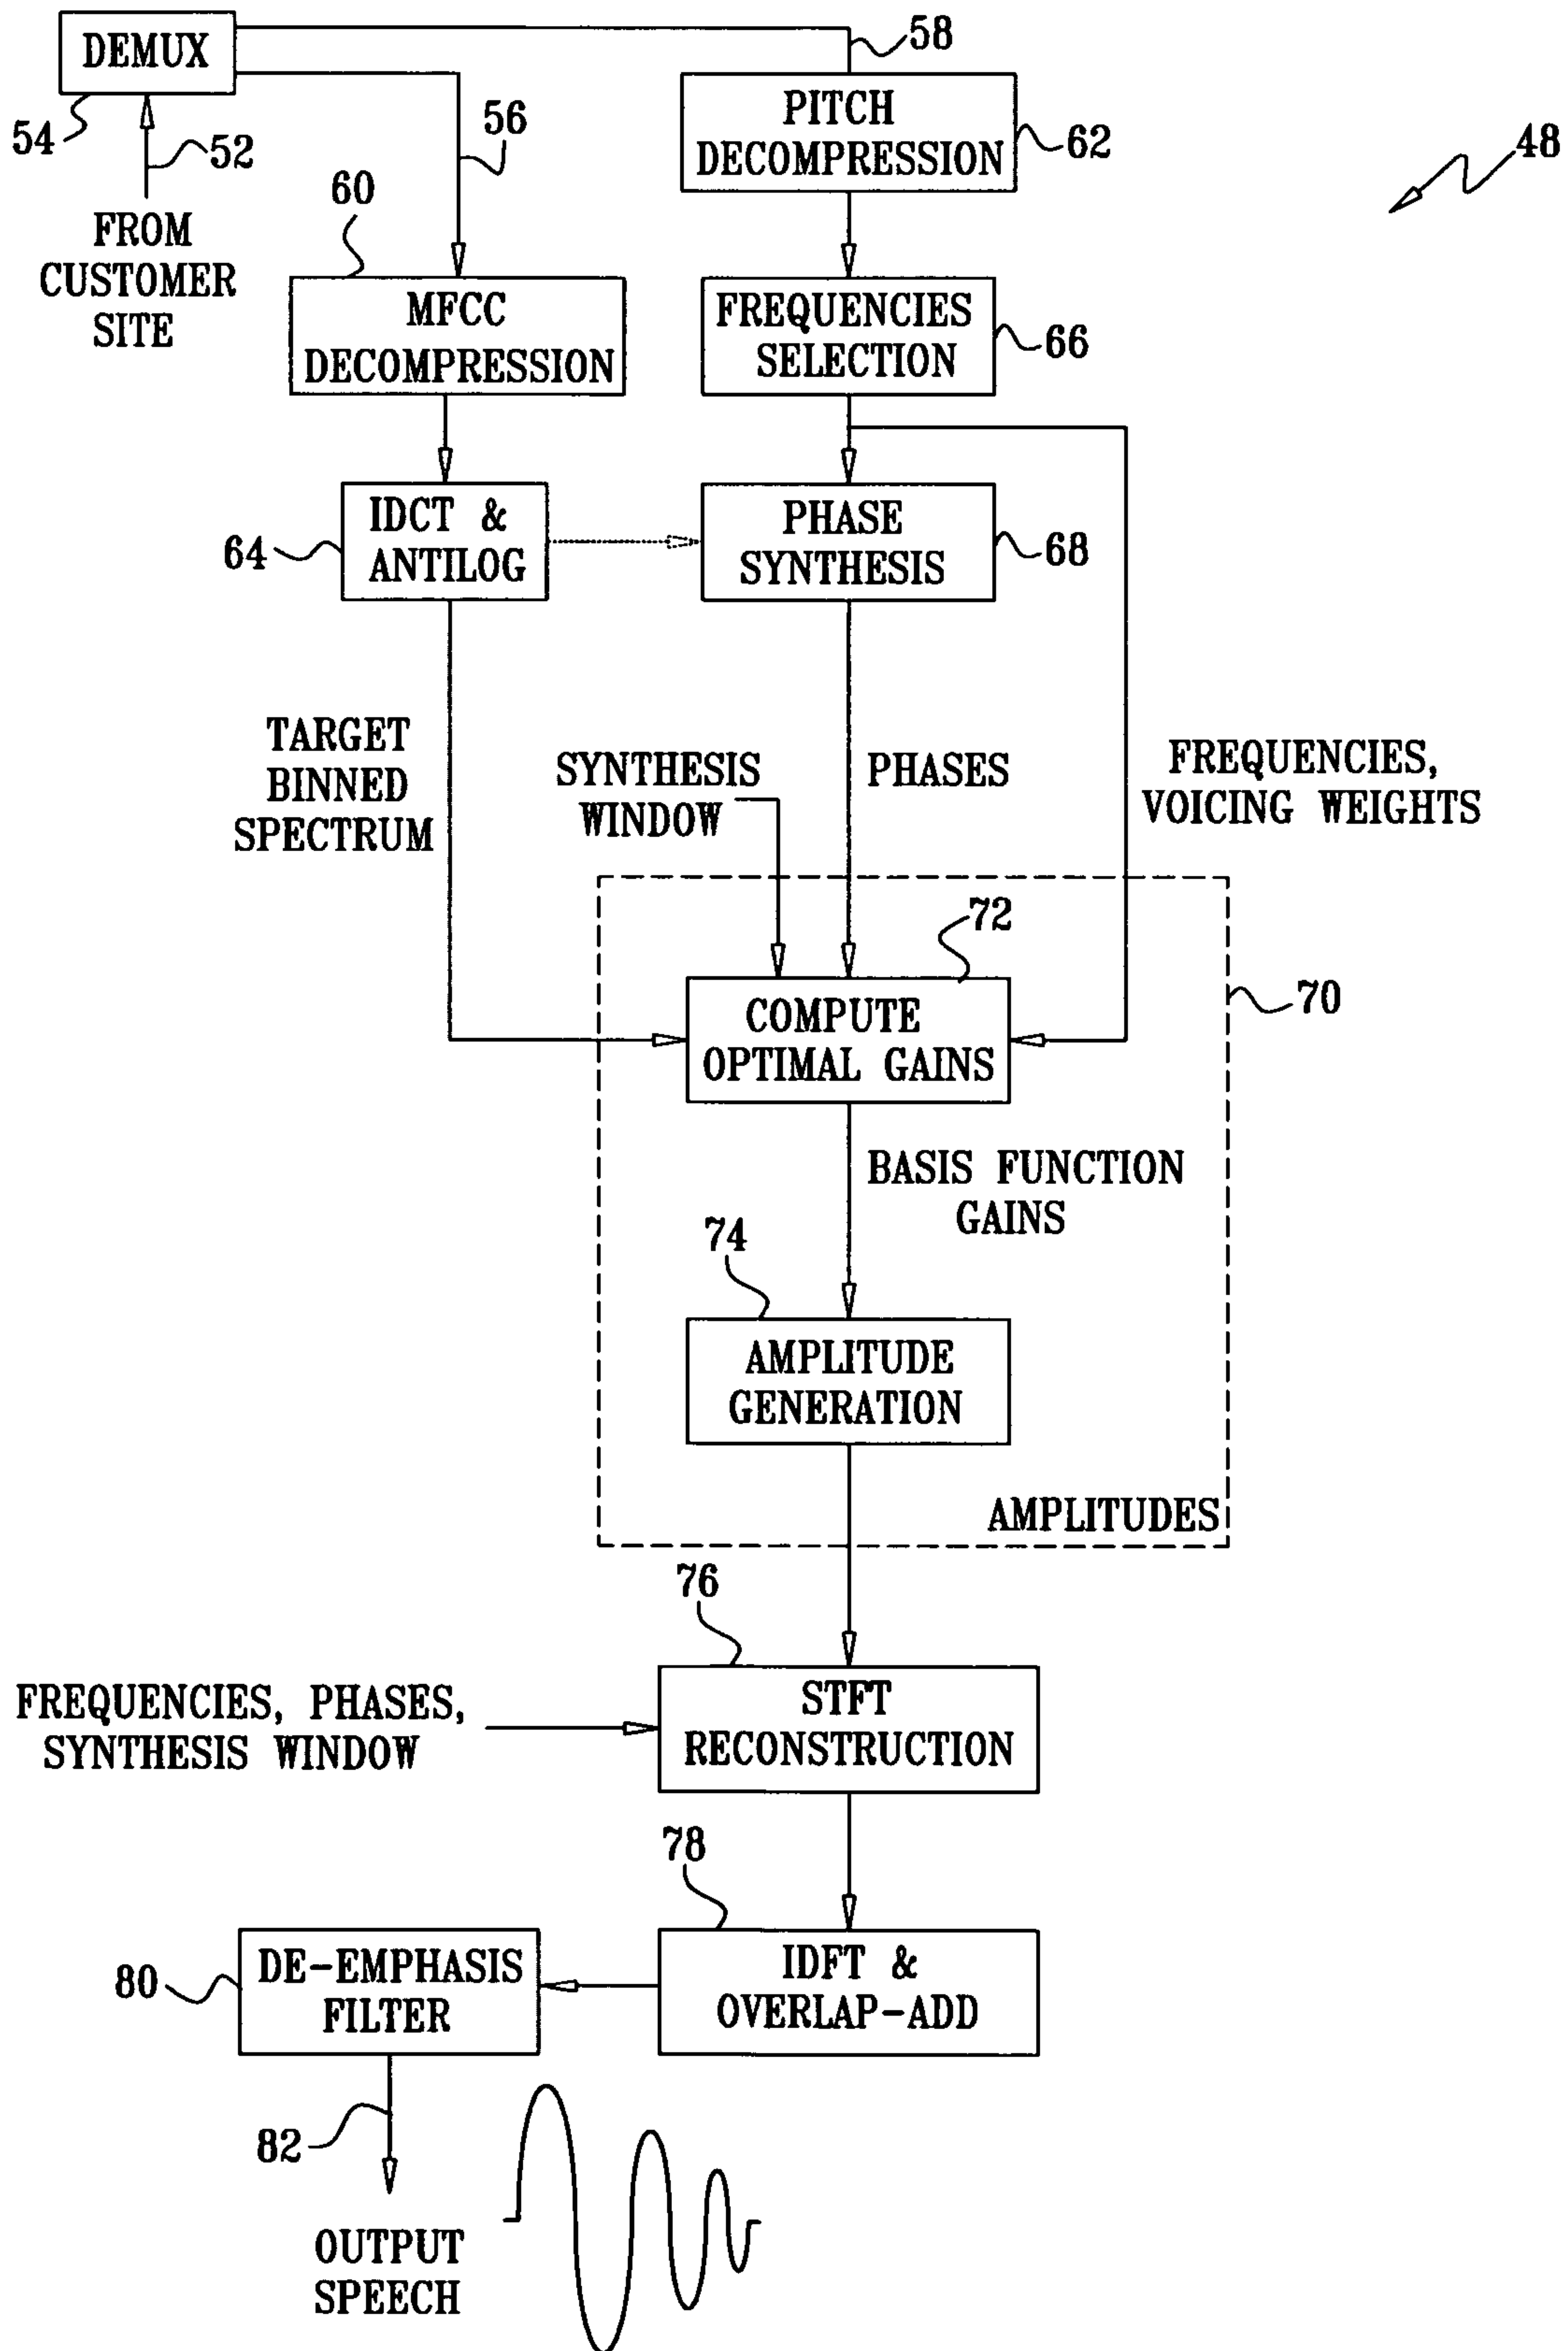 DEMUX
58
54
52
56
PITCH
DECOMPRESSION
62
48
FROM
CUSTOMER
SITE
60
MFCC
DECOMPRESSION
FREQUENCIES
SELECTION
66
64
IDCT &
ANTILOG
PHASE
SYNTHESIS
68
TARGET
BINNED
SPECTRUM
SYNTHESIS
WINDOW
PHASES
FREQUENCIES,
VOICING WEIGHTS
72
70
COMPUTE
OPTIMAL GAINS
BASIS FUNCTION
GAINS
74
AMPLITUDE
GENERATION
AMPLITUDES
76
FREQUENCIES, PHASES,
SYNTHESIS WINDOW
STFT
RECONSTRUCTION
78
80
DE-EMPHASIS
FILTER
IDFT &
OVERLAP-ADD
82
OUTPUT
SPEECH